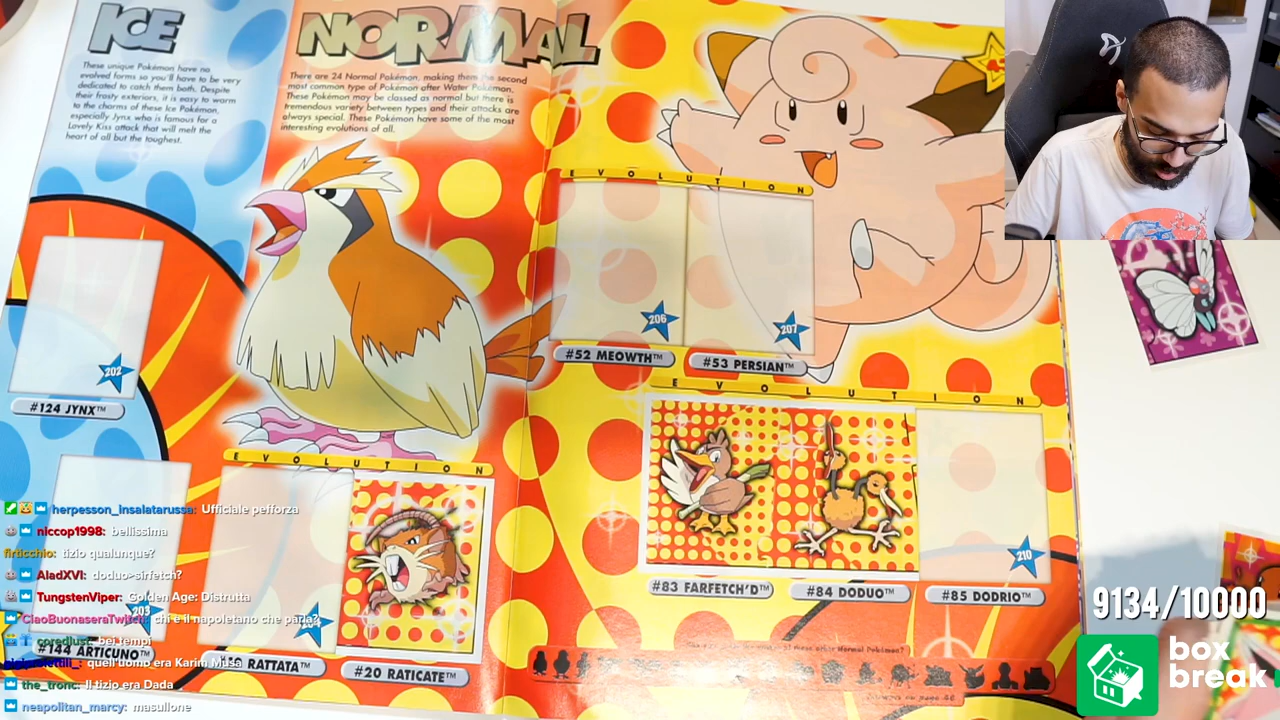 ICE
These unique Pokémon have no
evolved forms so you'll have to be very
dedicated to catch them both. Despite
their frosty exteriors, it is easy to worm
to the charms of these Ice Pokémon,
especially Jynx who is famous for a
Lovely Kiss attack that will melt the
heart of all but the toughest.
NORMAL
There are 24 Normal Pokémon, making them the second
most common type of Pokémon after Water Pokémon.
These Pokémon may be classed as normal but there is
tremendous variety between types and their attacks are
always special. These Pokémon have some of the most
interesting evolutions of all.
EVOLUTION
206
207
#52 MEOWTH™
#53 PERSIAN™
202
#124 JYNX™
EVOLUTION
210
#83 FARFETCH'D™
#84 DODUO™
#85 DODRIO™
EVOLUTION
203
#144 ARTICUNO™
RATTATA™
#20 RATICATE™
herpesson_insalatarussa: Ufficiale pefforza
niccop1998: bellissima
firticchio: tizio qualunque?
AladXVI: doduo>sirfetch?
TungstenViper: Golden Age: Distrutta
CiaoBuonaseraTwitch: chi è il napoletano che parla?
coredlust: bei tempi
quell'uomo era Karim Musa
the_tronc: Il tizio era Dada
neapolitan_marcy: masullone
9134/10000
box
break